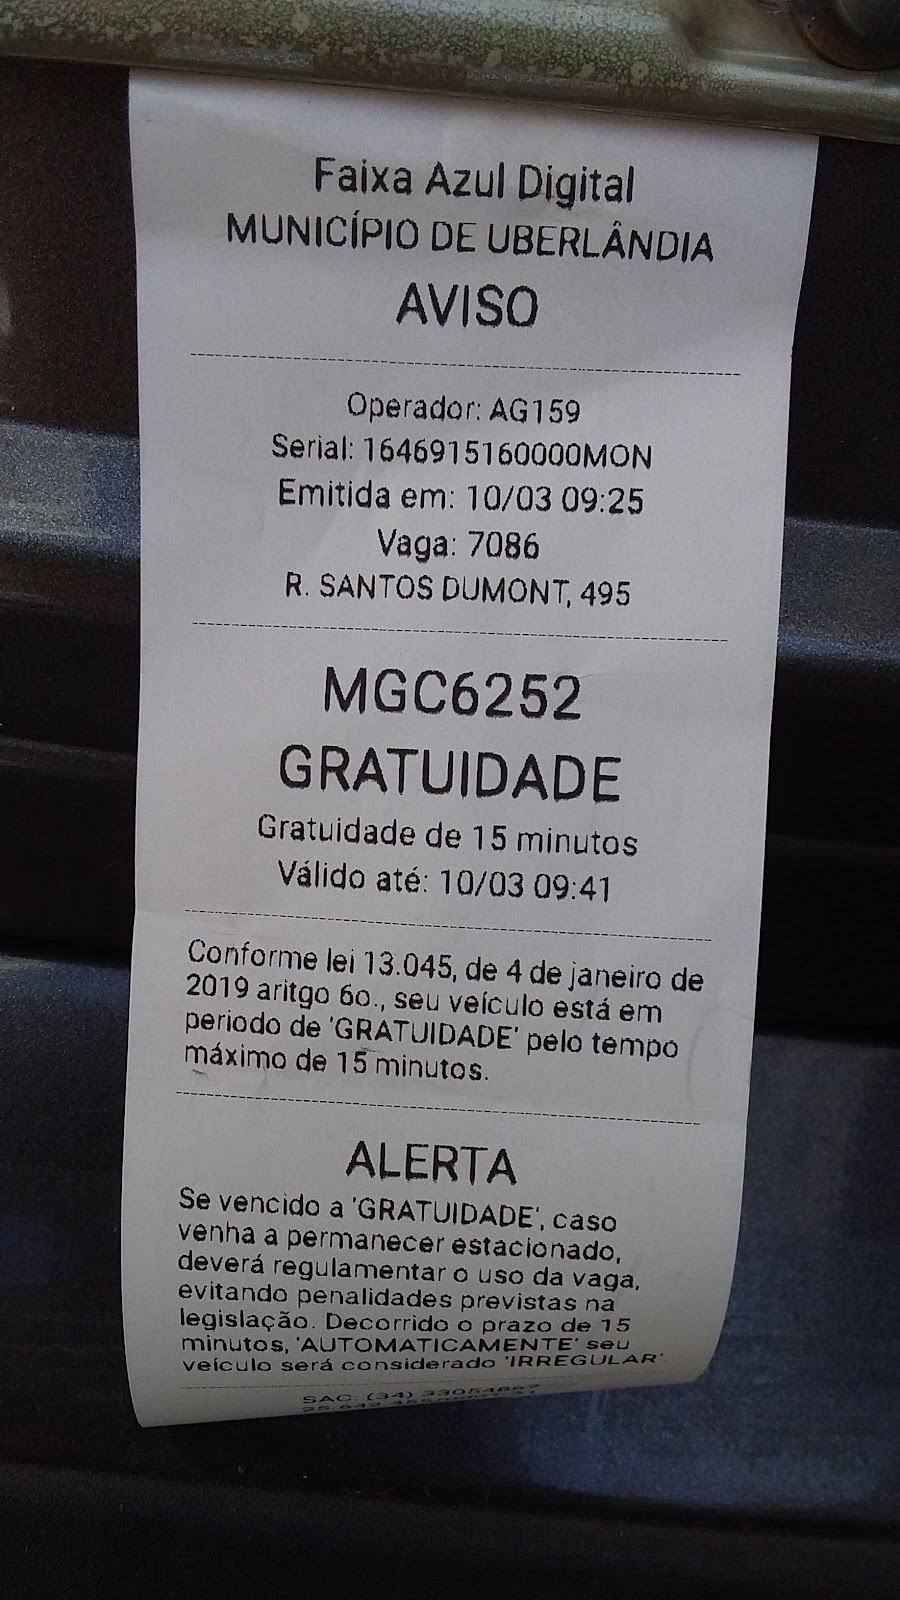 Faixa Azul Digital
MUNICÍPIO DE UBERLÂNDIA
AVISO
Operador: AG159
Serial: 1646915160000MON
Emitida em: 10/03 09:25
Vaga: 7086
R. SANTOS DUMONT, 495
MGC6252
GRATUIDADE
Gratuidade de 15 minutos
Válido até: 10/03 09:41
Conforme lei 13.045, de 4 de janeiro de
2019 aritgo 6o., seu veículo está em
periodo de 'GRATUIDADE' pelo tempo
máximo de 15 minutos.
ALERTA
Se vencido a 'GRATUIDADE', caso
venha a permanecer estacionado,
deverá regulamentar o uso da vaga,
evitando penalidades previstas na
legislação. Decorrido o prazo de 15
minutos, 'AUTOMATICAMENTE' seu
veículo será considerado 'IRREGULAR'.
SAC: (34)